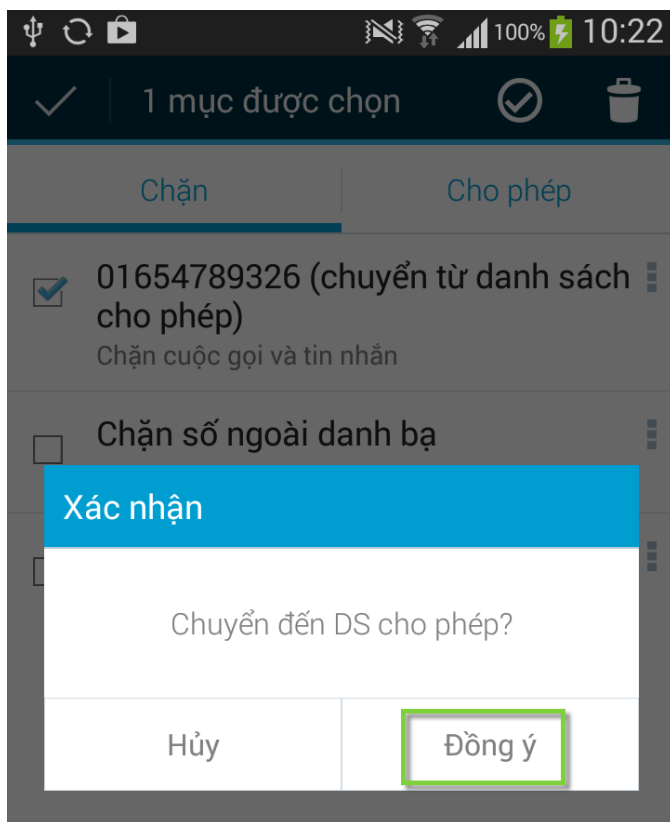 100% 10:22
1 mục được chọn
Chặn Cho phép
01654789326 (chuyển từ danh sách
cho phép)
Chặn cuộc gọi và tin nhắn
Chặn số ngoài danh bạ
Xác nhận
Chuyển đến DS cho phép?
Hủy Đồng ý